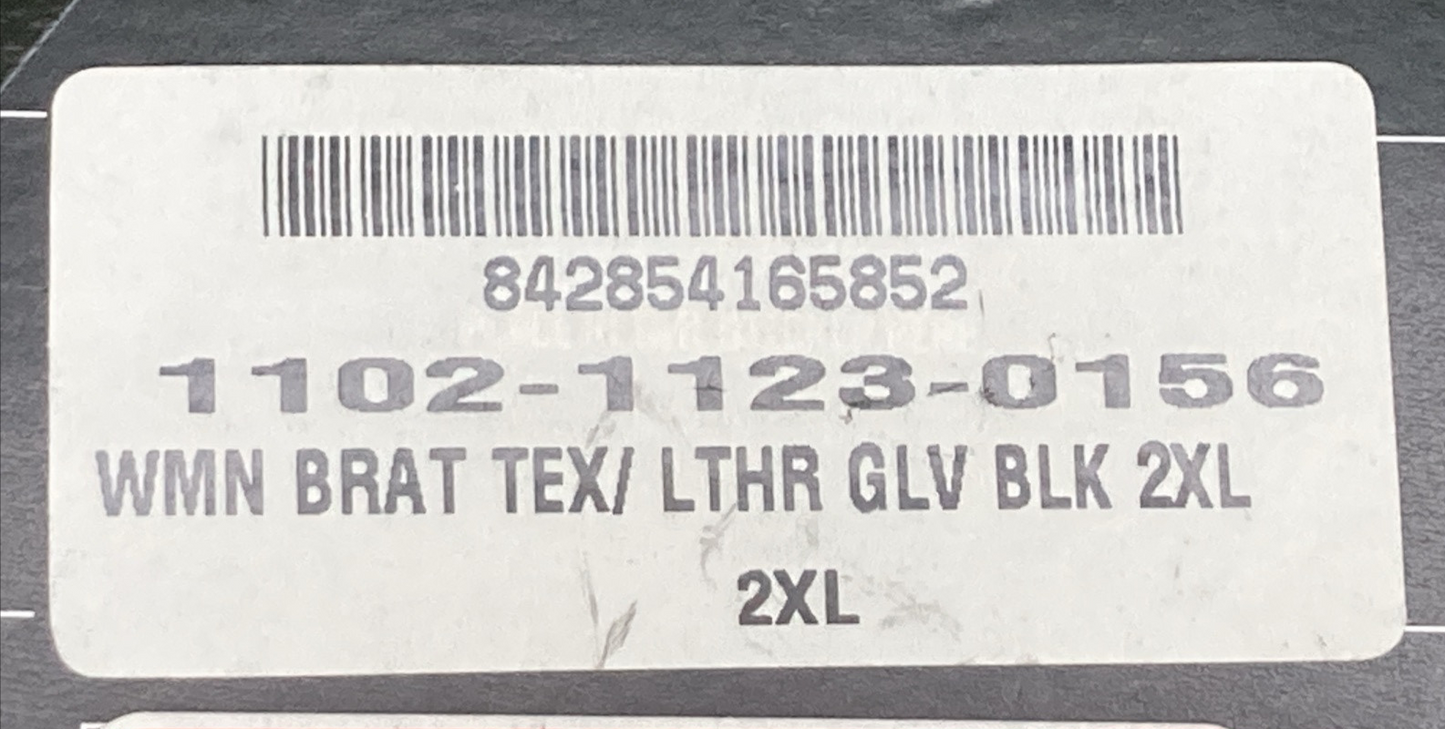 842854165852
1102-1123-0156
WMN BRAT TEX/ LTHR GLV BLK 2XL
2XL